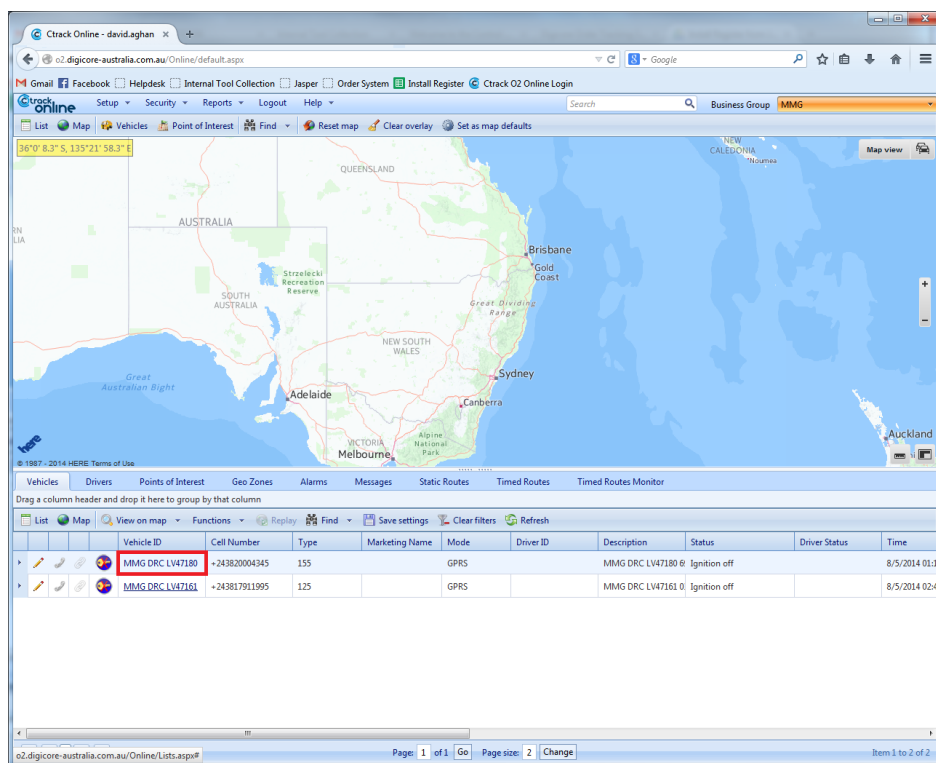 Ctrack Online - david.aghan
o2.digicore-australia.com.au/Online/default.aspx
Google
Gmail Facebook Helpdesk Internal Tool Collection Jasper Order System Install Register Ctrack O2 Online Login
Ctrack online Setup Security Reports Logout Help Search Business Group MMG
List Map Vehicles Point of Interest Find Reset map Clear overlay Set as map defaults
36°0' 8.3" S, 135°21' 58.3" E
NEW CALEDONIA
Noumea
Map view
QUEENSLAND
AUSTRALIA
Brisbane
Gold
Coast
Strzelecki
Recreation
Reserve
SOUTH
AUSTRALIA
Great Dividing
Range
NEW SOUTH
WALES
Sydney
Great
Australian Bight
Adelaide
Canberra
Auckland
VICTORIA
Alpine
National
Park
Melbourne
here
© 1987 - 2014 HERE Terms of Use
Vehicles Drivers Points of Interest Geo Zones Alarms Messages Static Routes Timed Routes Timed Routes Monitor
Drag a column header and drop it here to group by that column
List Map View on map Functions Replay Find Save settings Clear filters Refresh
Vehicle ID Cell Number Type Marketing Name Mode Driver ID Description Status Driver Status Time
MMG DRC LV47180 +243820004345 155 GPRS MMG DRC LV47180 Ignition off 8/5/2014
MMG DRC LV47161 +243817911995 125 GPRS MMG DRC LV47161 Ignition off 8/5/2014
o2.digicore-australia.com.au/Online/Lists.aspx#
Page: 1 of 1 Go Page size: 2 Change Item 1 to 2 of 2